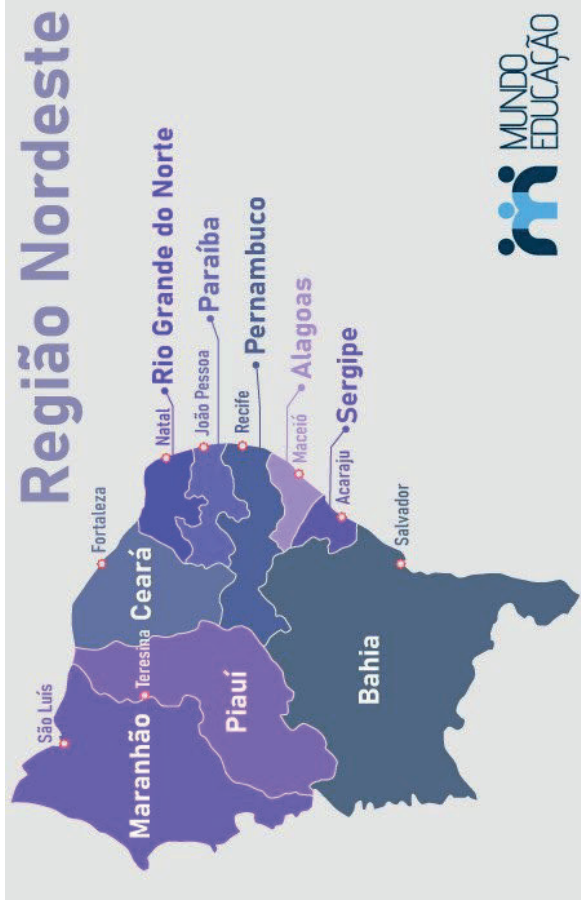 Região Nordeste
São Luís
Fortaleza
Maranhão
Teresina
Ceará
Natal
Rio Grande do Norte
João Pessoa
Paraíba
Piauí
Recife
Pernambuco
Maceió
Alagoas
Acaraju
Sergipe
Bahia
Salvador
MUNDO
EDUCAÇÃO